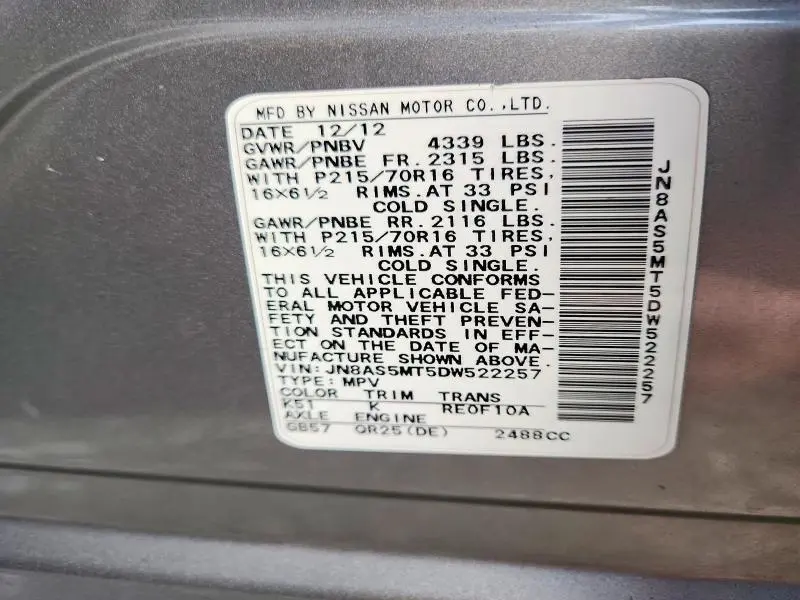 MFD BY NISSAN MOTOR CO.,LTD.
DATE 12/12
GVWR/PNBV 4339 LBS.
GAWR/PNBE FR. 2315 LBS.
WITH P215/70R16 TIRES,
16×6½ RIMS.AT 33 PSI
COLD SINGLE.
GAWR/PNBE RR. 2116 LBS.
WITH P215/70R16 TIRES,
16×6½ RIMS.AT 33 PSI
COLD SINGLE.
THIS VEHICLE CONFORMS
TO ALL APPLICABLE FED-
ERAL MOTOR VEHICLE SA-
FETY AND THEFT PREVEN-
TION STANDARDS IN EFF-
ECT ON THE DATE OF MA-
NUFACTURE SHOWN ABOVE.
VIN: JN8AS5MT5DW522257
TYPE: MPV
COLOR TRIM TRANS
K51 K RE0F10A
AXLE ENGINE
GB57 QR25(DE) 2488CC
JN8AS5MT5DW522257